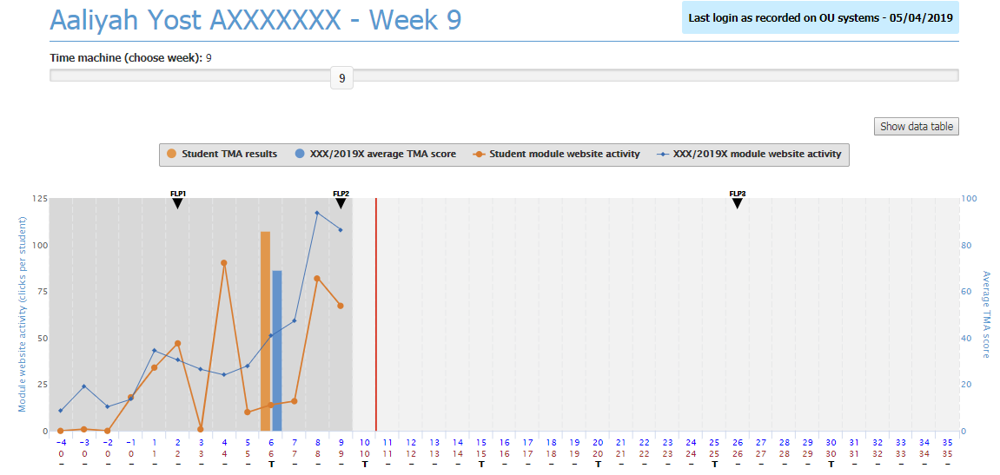 Aaliyah Yost AXXXXXXXX - Week 9
Last login as recorded on OU systems - 05/04/2019
Time machine (choose week): 9
9
Show data table
Student TMA results XXX/2019X average TMA score Student module website activity XXX/2019X module website activity
FLP1 FLP2 FLP3
125 100
100 80
75 60
50 40
25 20
0 0
Module website activity (clicks per student)
Average TMA score
-4 -3 -2 -1 1 2 3 4 5 6 7 8 9 10 11 12 13 14 15 16 17 18 19 20 21 22 23 24 25 26 27 28 29 30 31 32 33 34 35
0 0 0 0 1 2 3 4 5 6 7 8 9 10 11 12 13 14 15 16 17 18 19 20 21 22 23 24 25 26 27 28 29 30 31 32 33 34 35
- - - - - - - - - T - - - T - - - - T - - - - T - - - - T - - - - T - - - - -